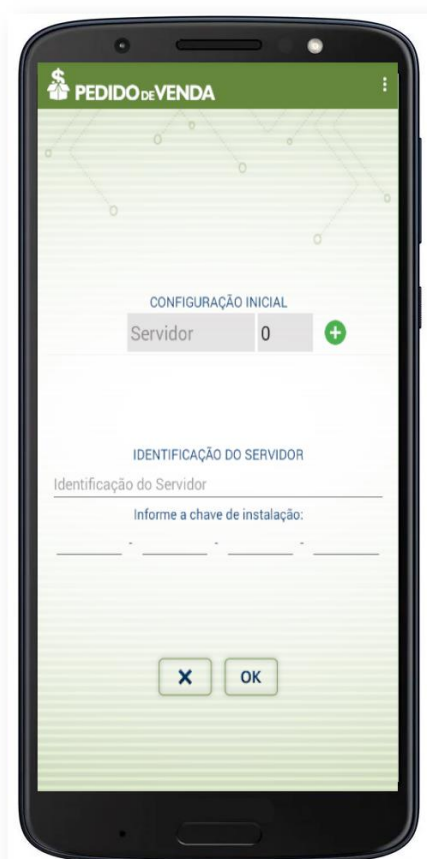 PEDIDO DE VENDA
CONFIGURAÇÃO INICIAL
Servidor 0
IDENTIFICAÇÃO DO SERVIDOR
Identificação do Servidor
Informe a chave de instalação:
- - -
OK